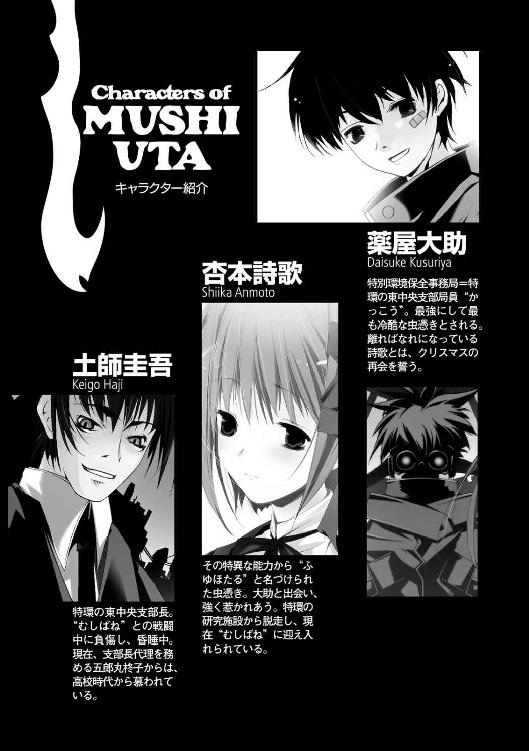 Characters of
MUSHI
UTA
キャラクター紹介
薬屋大助
Daisuke Kusuriya
特別環境保全事務局＝特
環の東中央支部局員“か
っこう”。最強にして最
も冷酷な虫憑きとされる。
離ればなれになっている
詩歌とは、クリスマスの
再会を誓う。
杏本詩歌
Shiika Anmoto
その特異な能力から“ふ
ゆほたる”と名づけられ
た虫憑き。大助と出会い、
強く惹かれあう。特環の
研究施設から脱走し、現
在“むしばね”に迎え入
れられている。
土師圭吾
Keigo Haji
特環の東中央支部長。
“むしばね”との戦闘
中に負傷し、昏睡中。
現在、支部長代理を務
める五郎丸柊子からは、
高校時代から慕われて
いる。